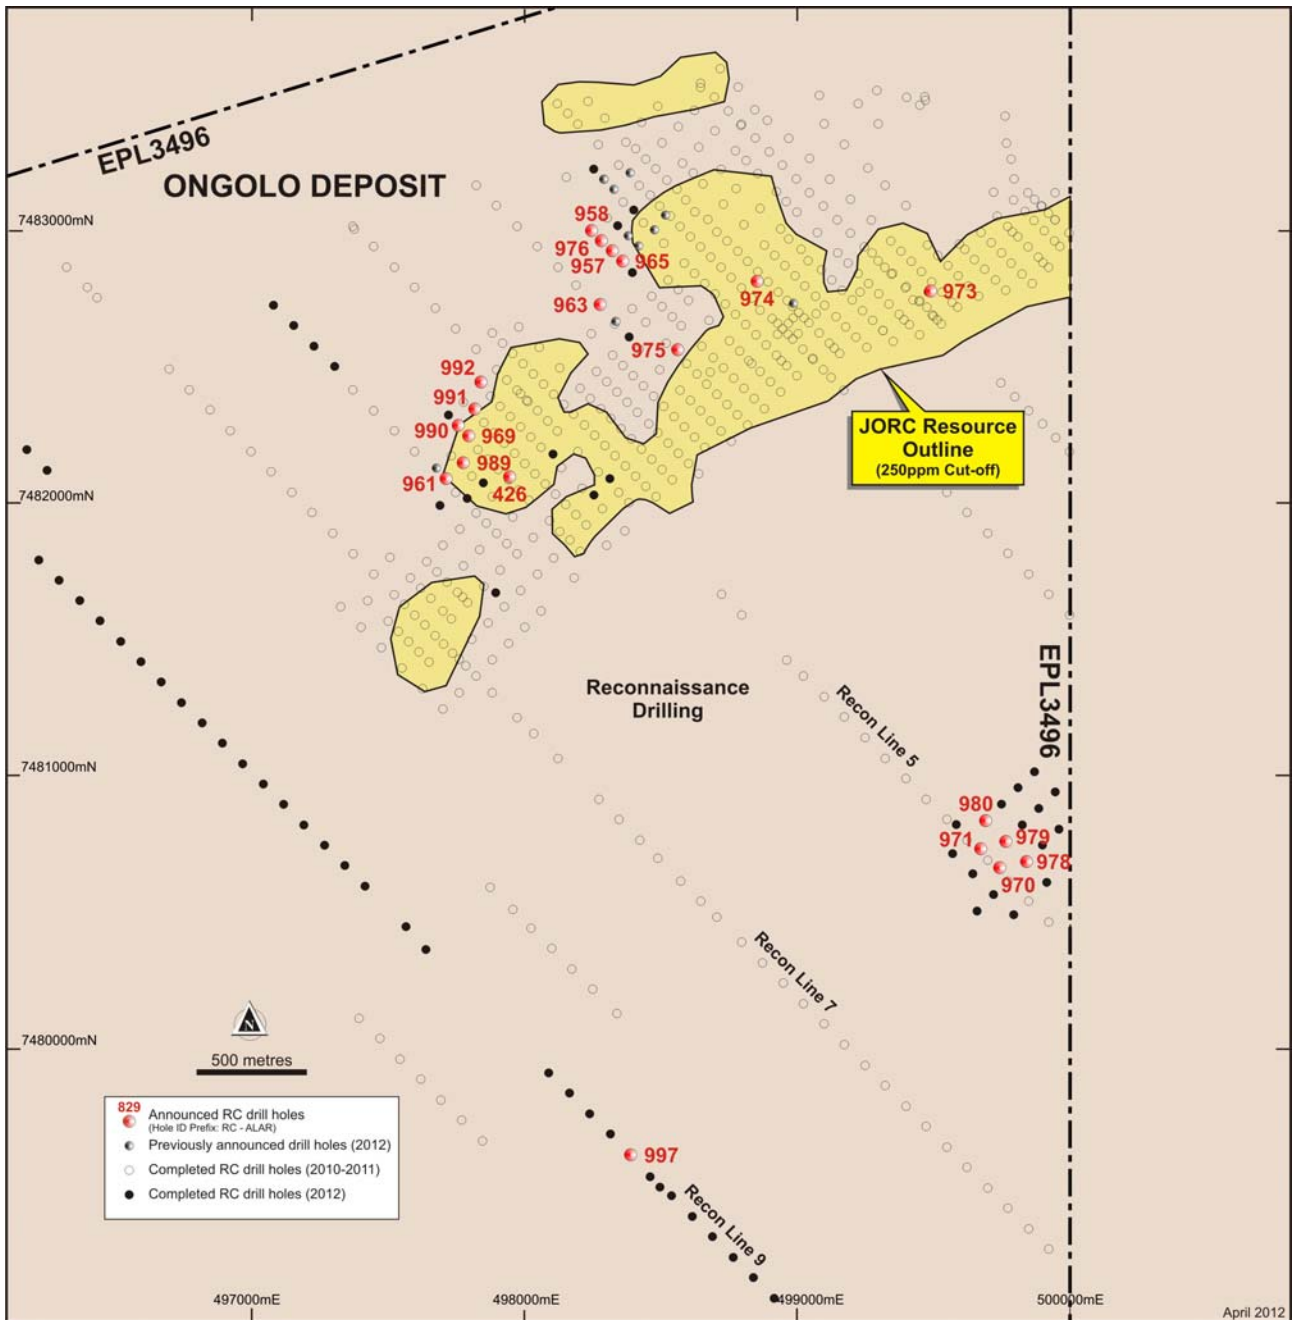 EPL3496
ONGOLO DEPOSIT
7483000mN
958
976
957
965
963
974
973
975
992
991
990
969
989
961
426
JORC Resource
Outline
(250ppm Cut-off)
7482000mN
Reconnaissance
Drilling
EPL3496
Recon Line 5
7481000mN
980
971
979
978
970
Recon Line 7
7480000mN
N
500 metres
829
Announced RC drill holes
(Hole ID Prefix: RC - ALAR)
Previously announced drill holes (2012)
Completed RC drill holes (2010-2011)
Completed RC drill holes (2012)
997
Recon Line 9
497000mE
498000mE
499000mE
500000mE
April 2012